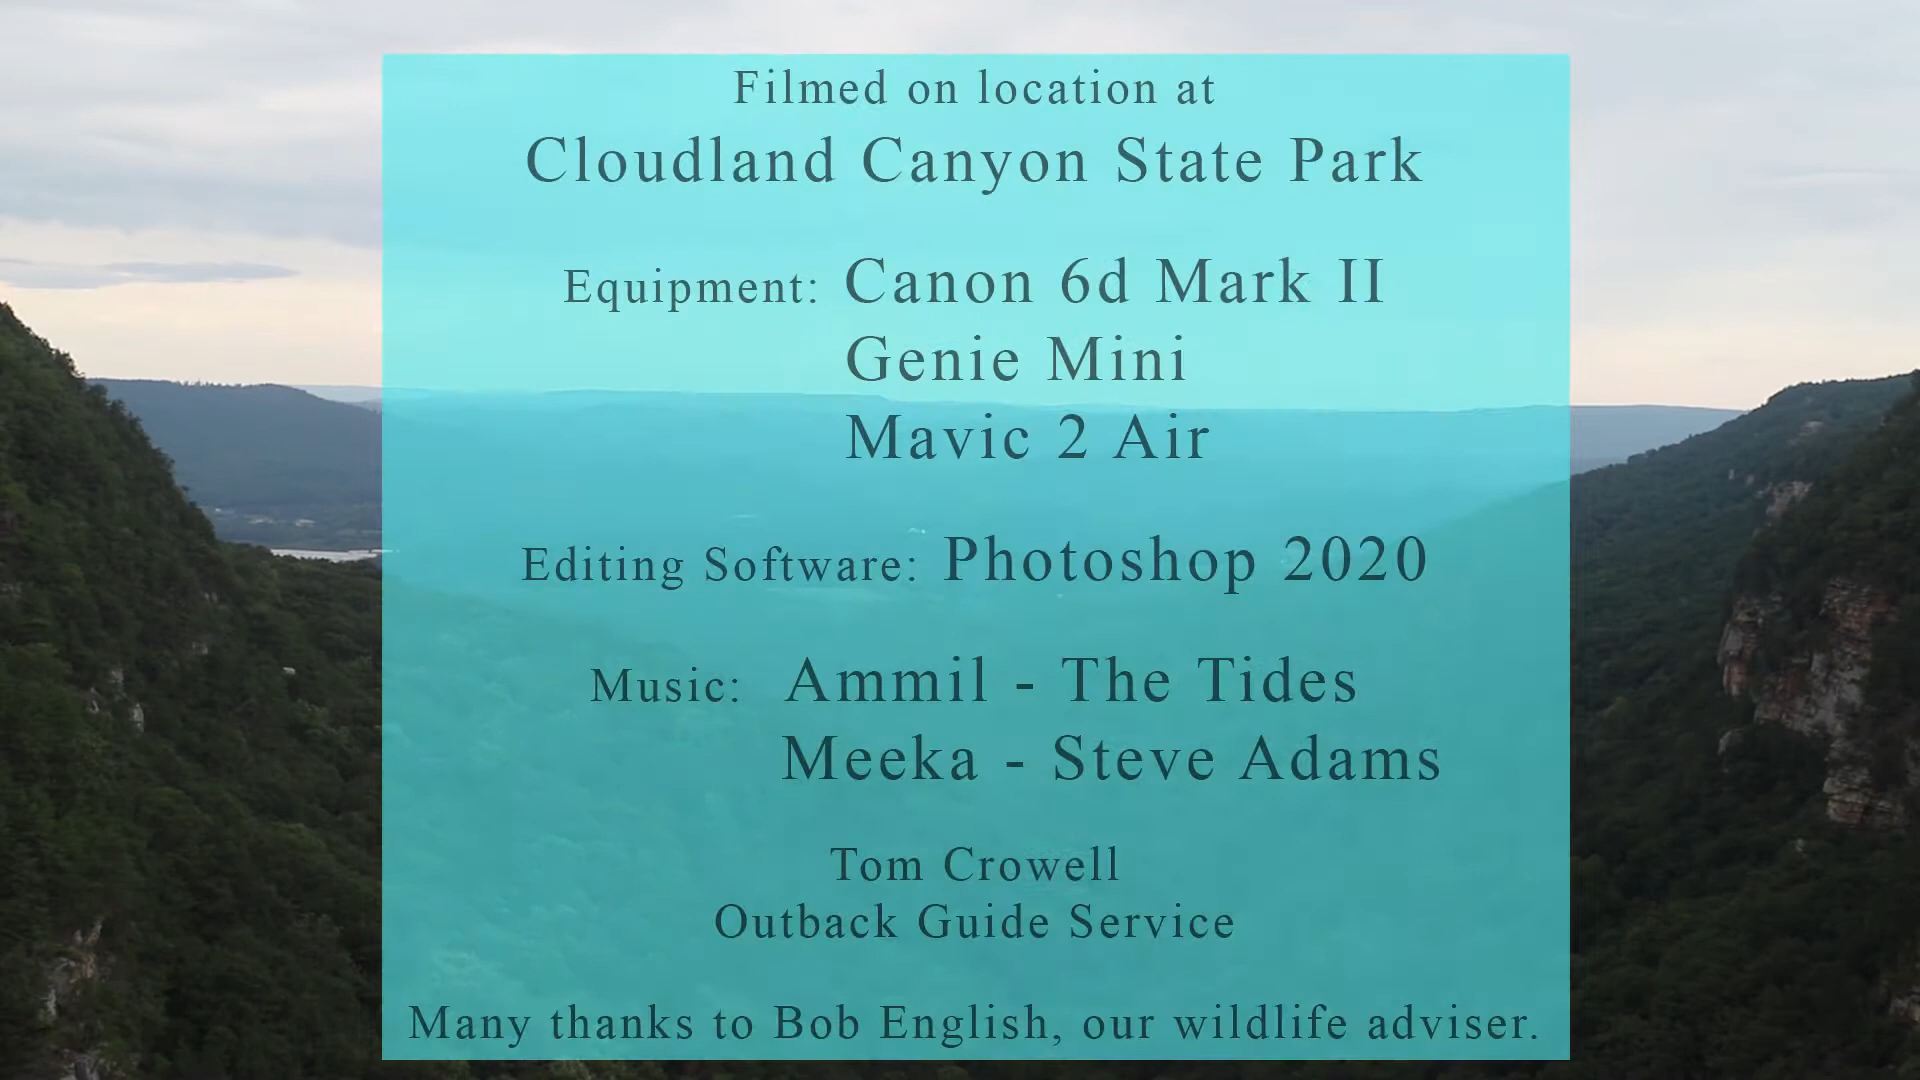 Filmed on location at
Cloudland Canyon State Park
Equipment: Canon 6d Mark II
Genie Mini
Mavic 2 Air
Editing Software: Photoshop 2020
Music: Ammil - The Tides
Meeka - Steve Adams
Tom Crowell
Outback Guide Service
Many thanks to Bob English, our wildlife adviser.